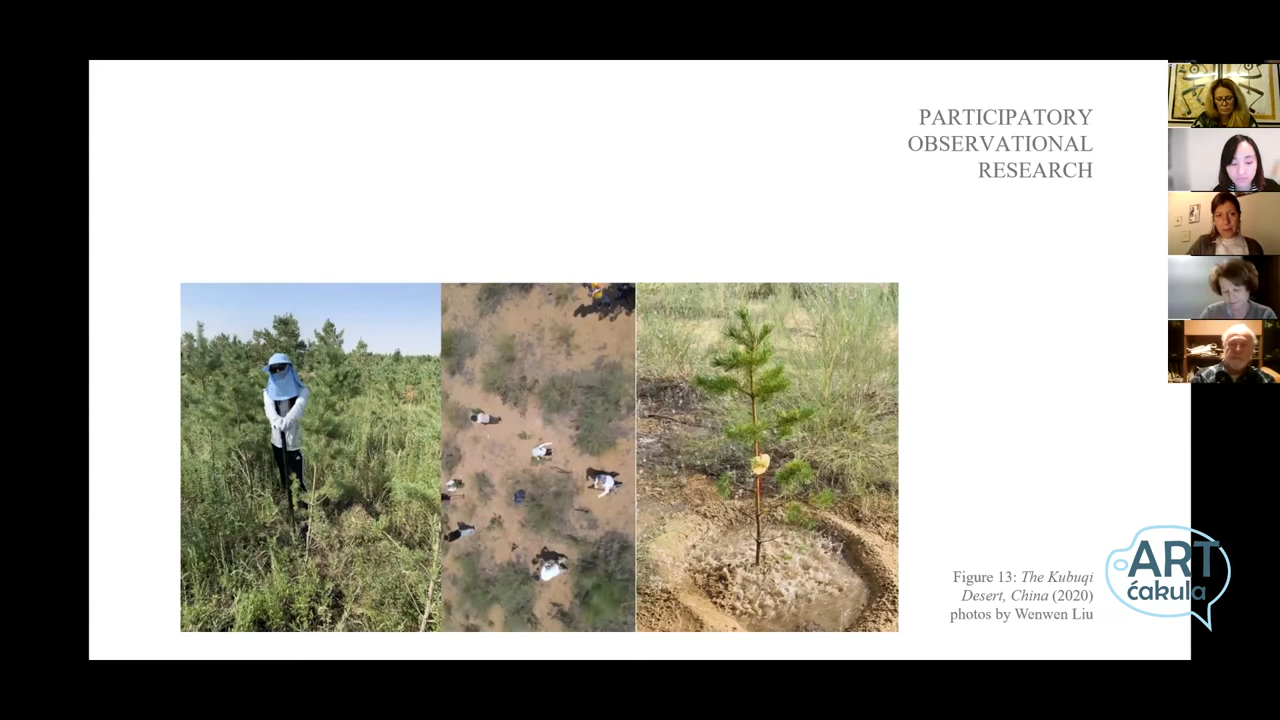 PARTICIPATORY
OBSERVATIONAL
RESEARCH
Figure 13: The Kubuqi
Desert, China (2020)
photos by Wenwen Liu
ART
ćakula